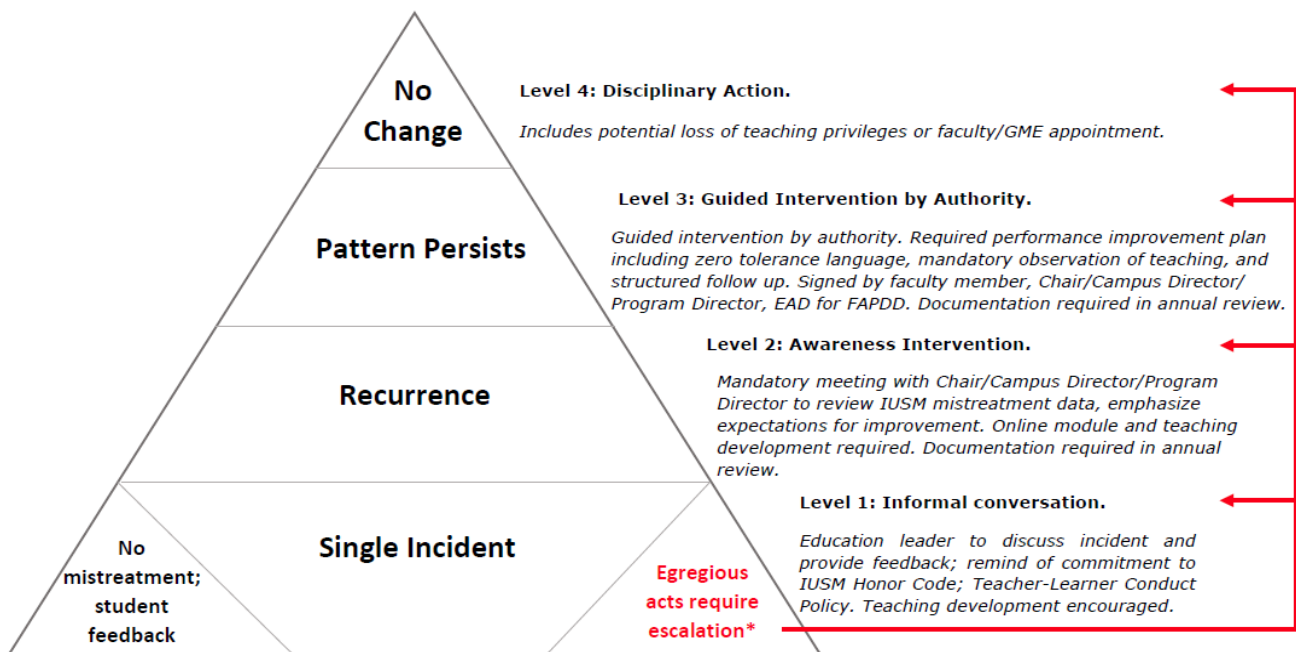 No
Change
Level 4: Disciplinary Action.
Includes potential loss of teaching privileges or faculty/GME appointment.
Pattern Persists
Level 3: Guided Intervention by Authority.
Guided intervention by authority. Required performance improvement plan
including zero tolerance language, mandatory observation of teaching, and
structured follow up. Signed by faculty member, Chair/Campus Director/
Program Director, EAD for FAPDD. Documentation required in annual review.
Recurrence
Level 2: Awareness Intervention.
Mandatory meeting with Chair/Campus Director/Program
Director to review IUSM mistreatment data, emphasize
expectations for improvement. Online module and teaching
development required. Documentation required in annual
review.
No
mistreatment;
student
feedback
Single Incident
Egregious
acts require
escalation*
Level 1: Informal conversation.
Education leader to discuss incident and
provide feedback; remind of commitment to
IUSM Honor Code; Teacher-Learner Conduct
Policy. Teaching development encouraged.